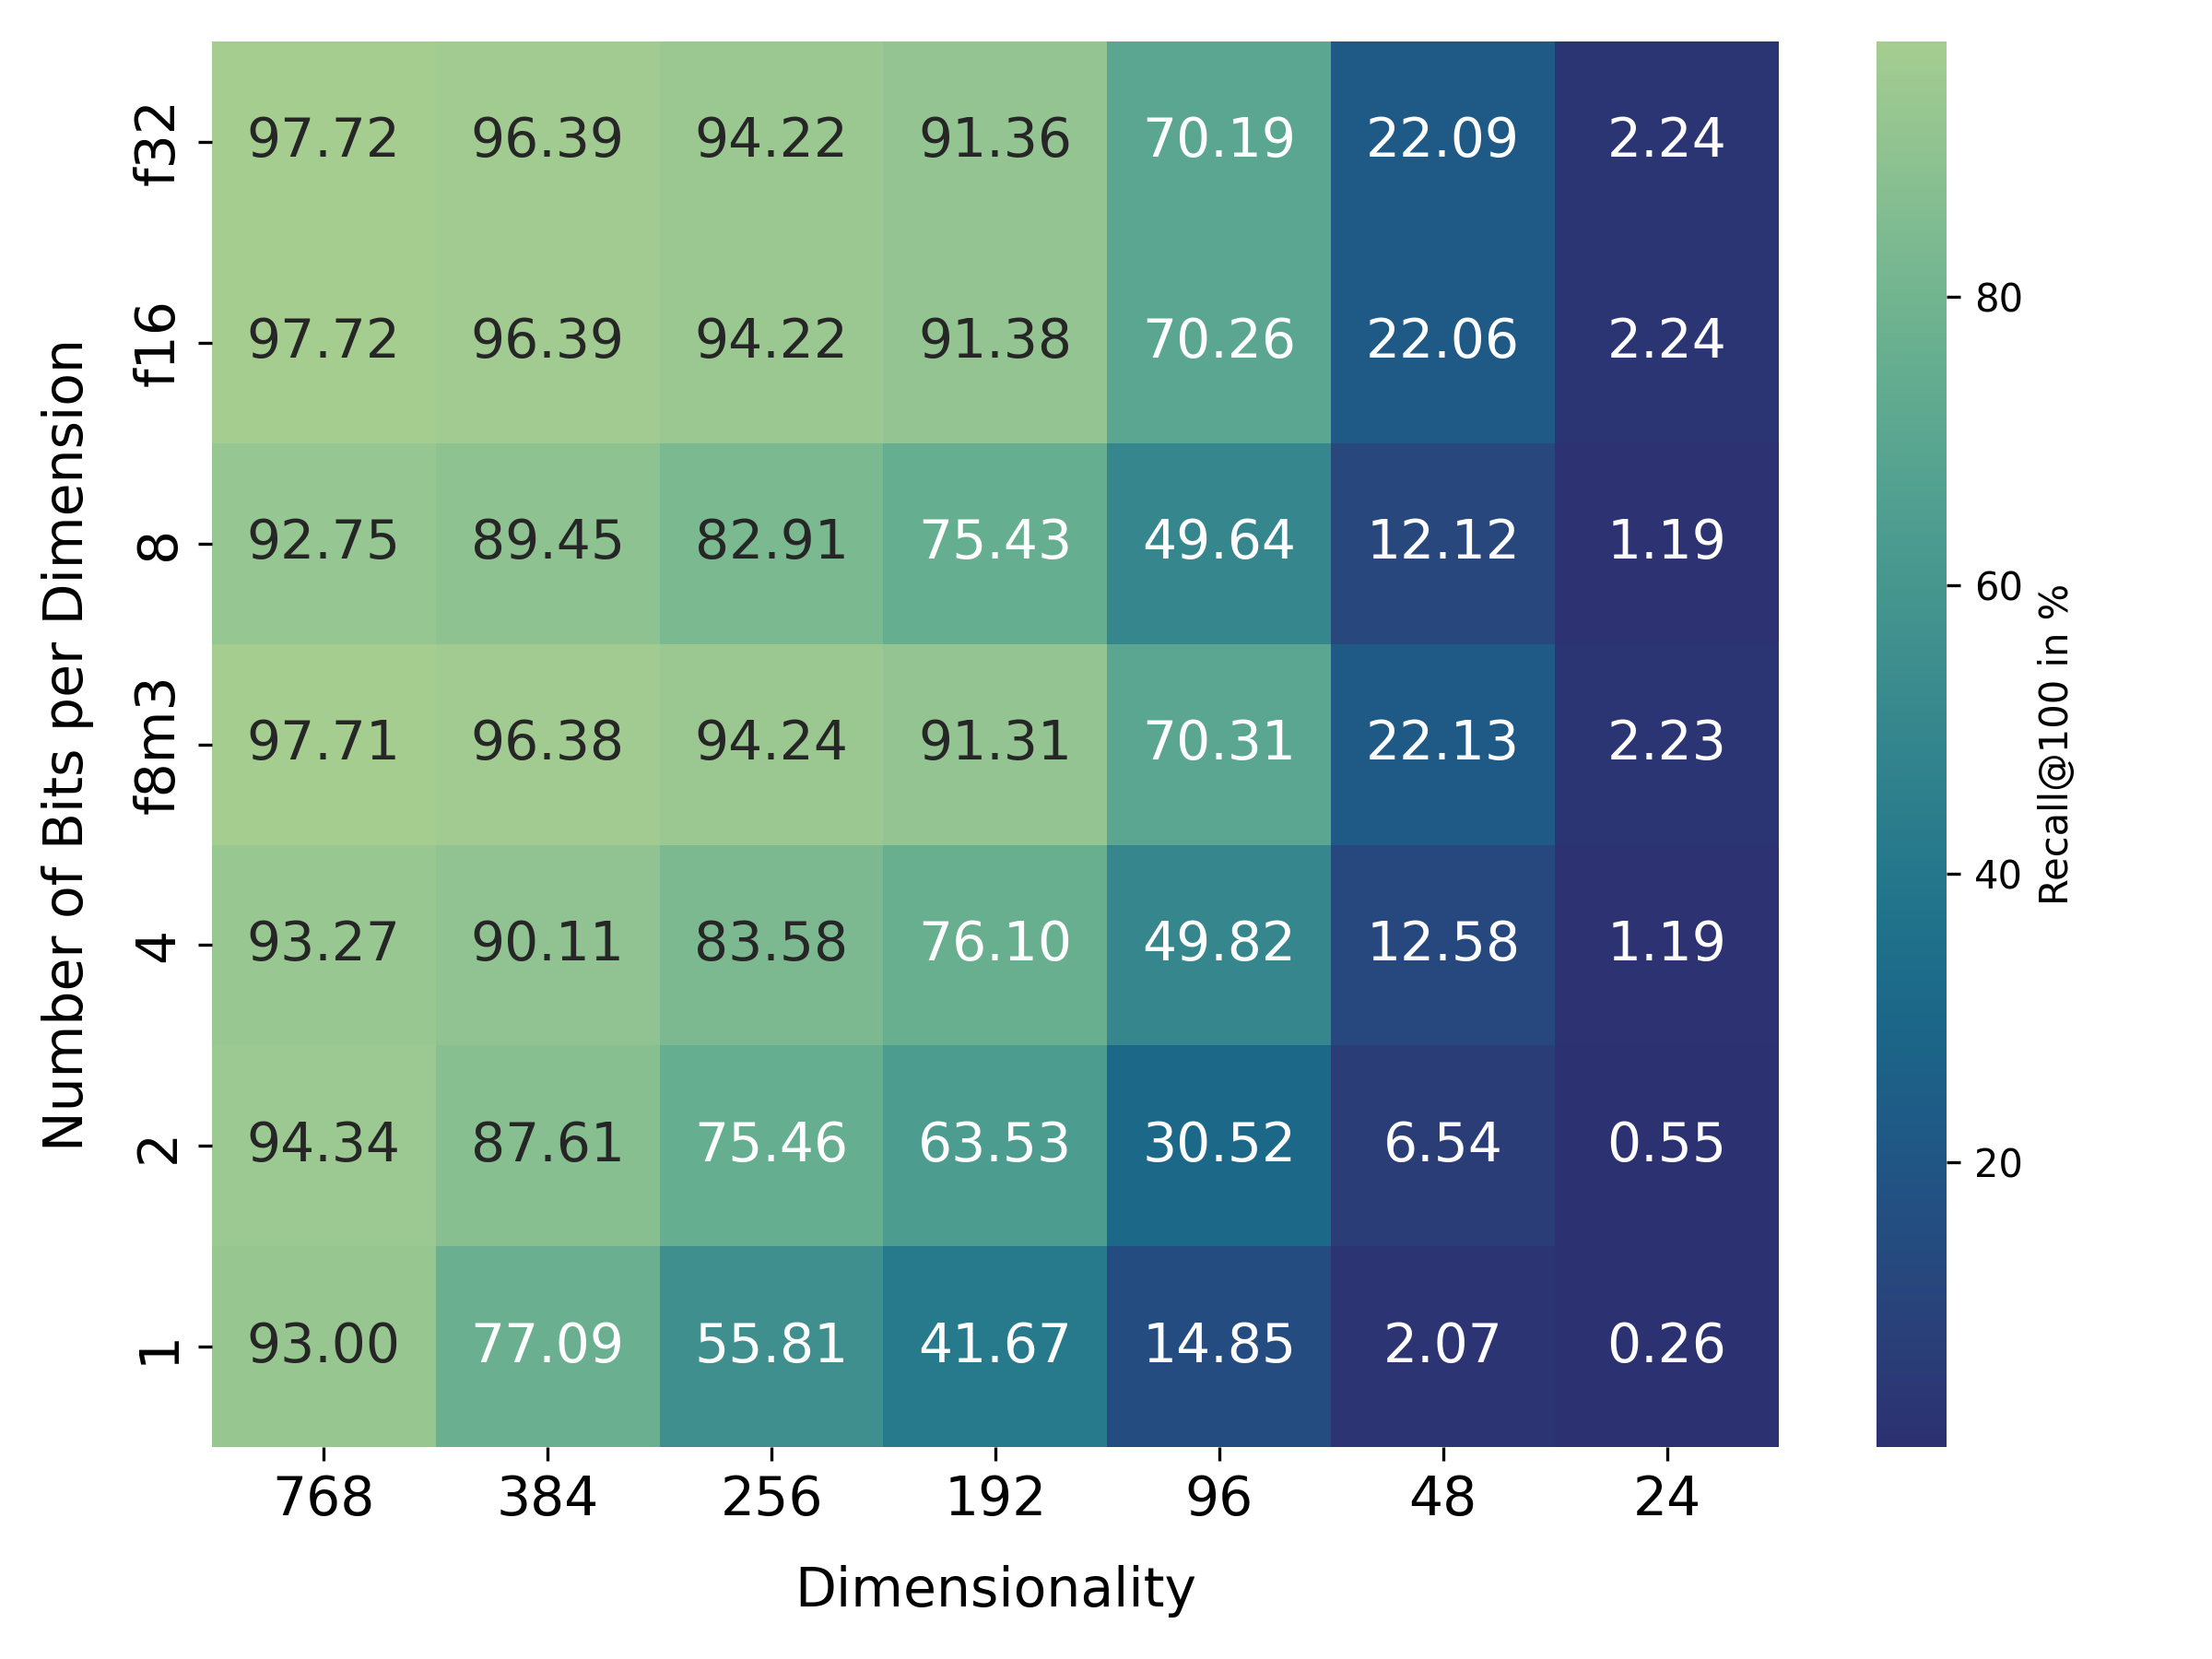 Number of Bits per Dimension
f32 97.72 96.39 94.22 91.36 70.19 22.09 2.24
f16 97.72 96.39 94.22 91.38 70.26 22.06 2.24
8 92.75 89.45 82.91 75.43 49.64 12.12 1.19
f8m3 97.71 96.38 94.24 91.31 70.31 22.13 2.23
4 93.27 90.11 83.58 76.10 49.82 12.58 1.19
2 94.34 87.61 75.46 63.53 30.52 6.54 0.55
1 93.00 77.09 55.81 41.67 14.85 2.07 0.26
768 384 256 192 96 48 24
Dimensionality
80
60
40
20
Recall@100 in %